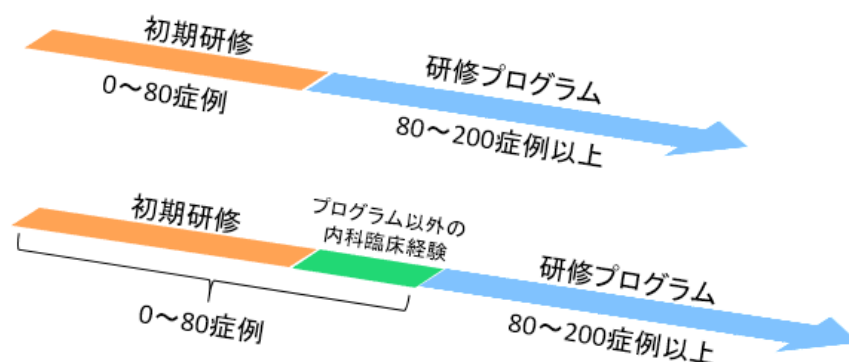 初期研修
0〜80症例
研修プログラム
80〜200症例以上
初期研修
プログラム以外の
内科臨床経験
0〜80症例
研修プログラム
80〜200症例以上